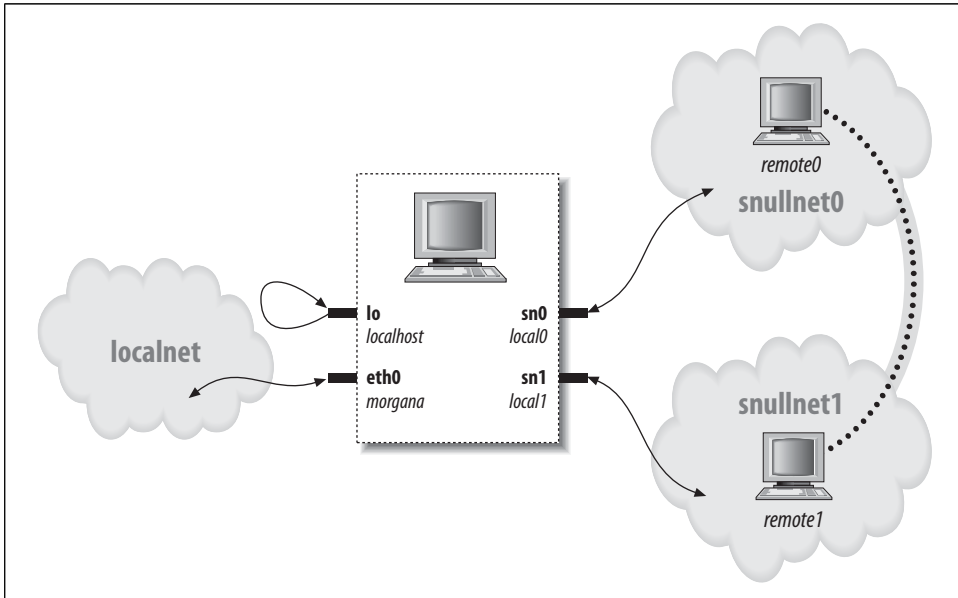 remote0
snullnet0
lo
localhost
sn0
local0
localnet
eth0
morgana
sn1
local1
snullnet1
remote1